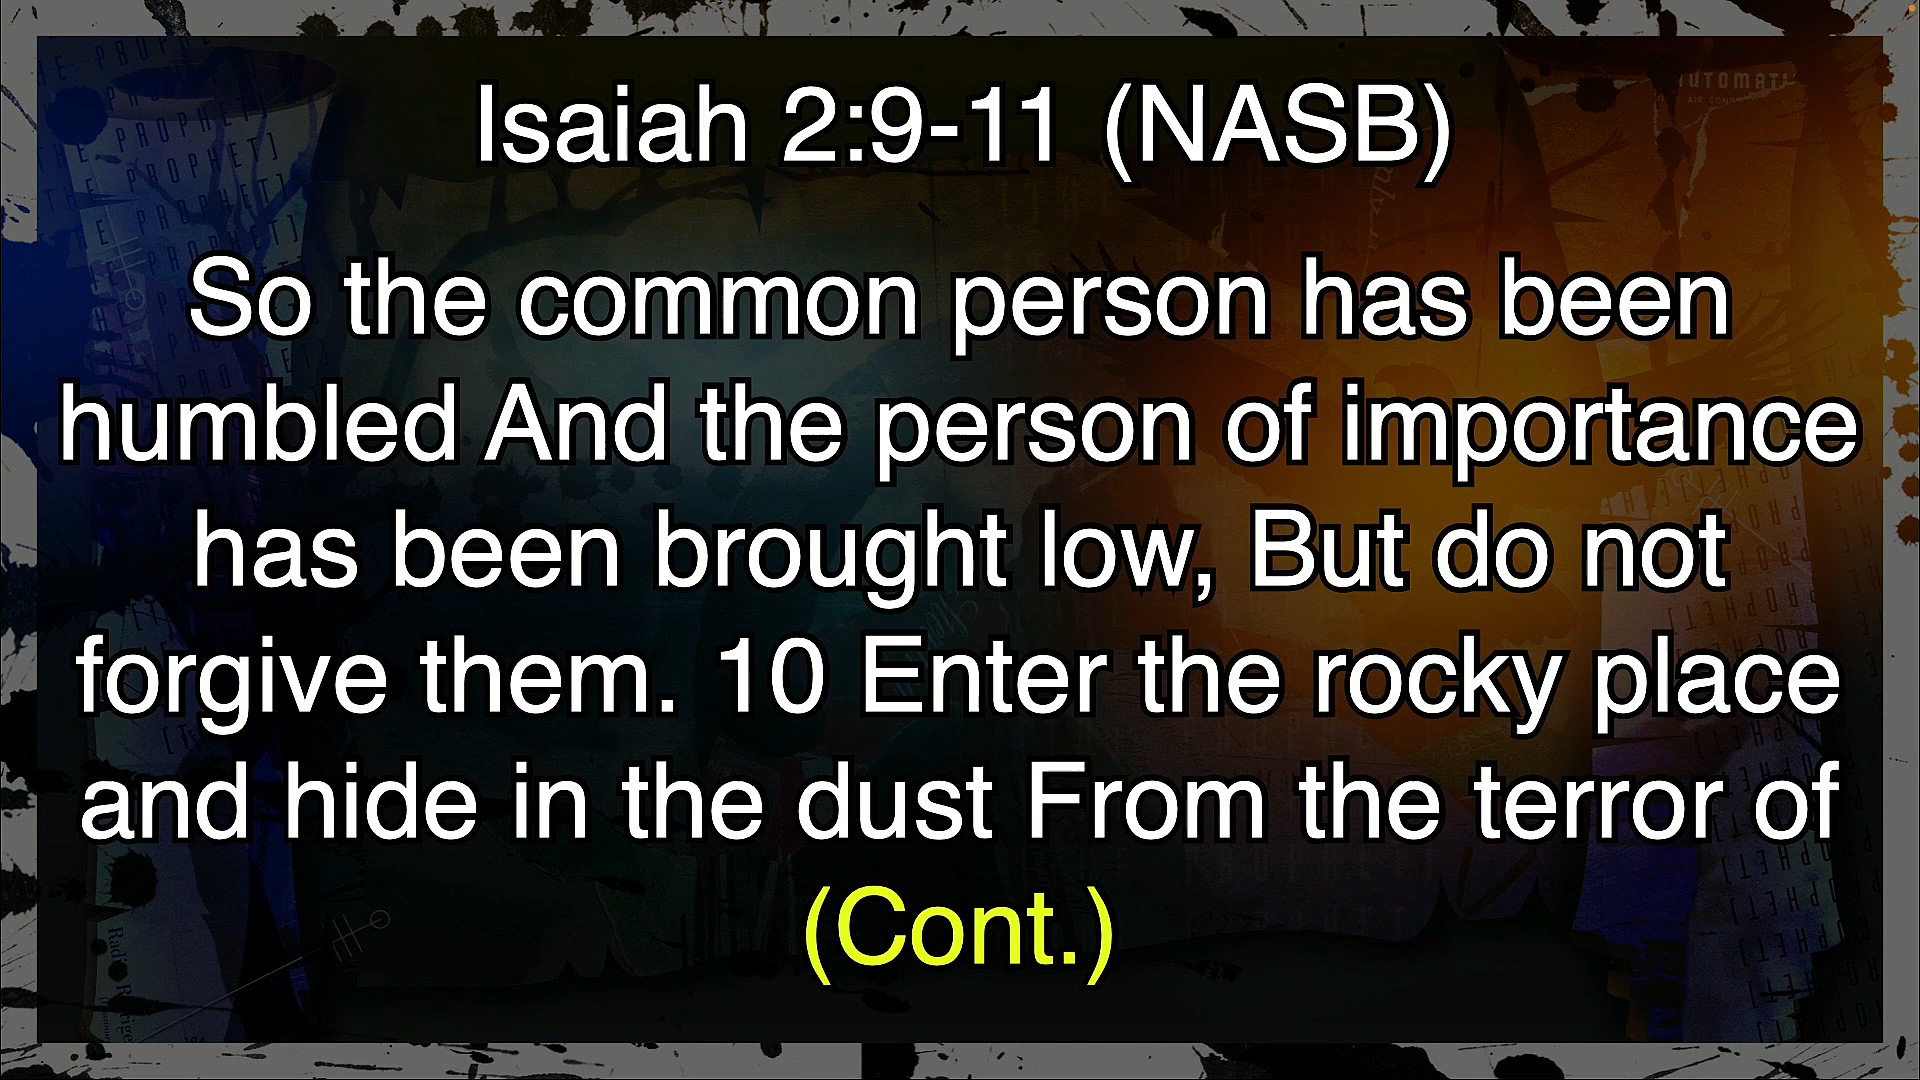 Isaiah 2:9-11 (NASB)
So the common person has been
humbled And the person of importance
has been brought low, But do not
forgive them. 10 Enter the rocky place
and hide in the dust From the terror of
(Cont.)